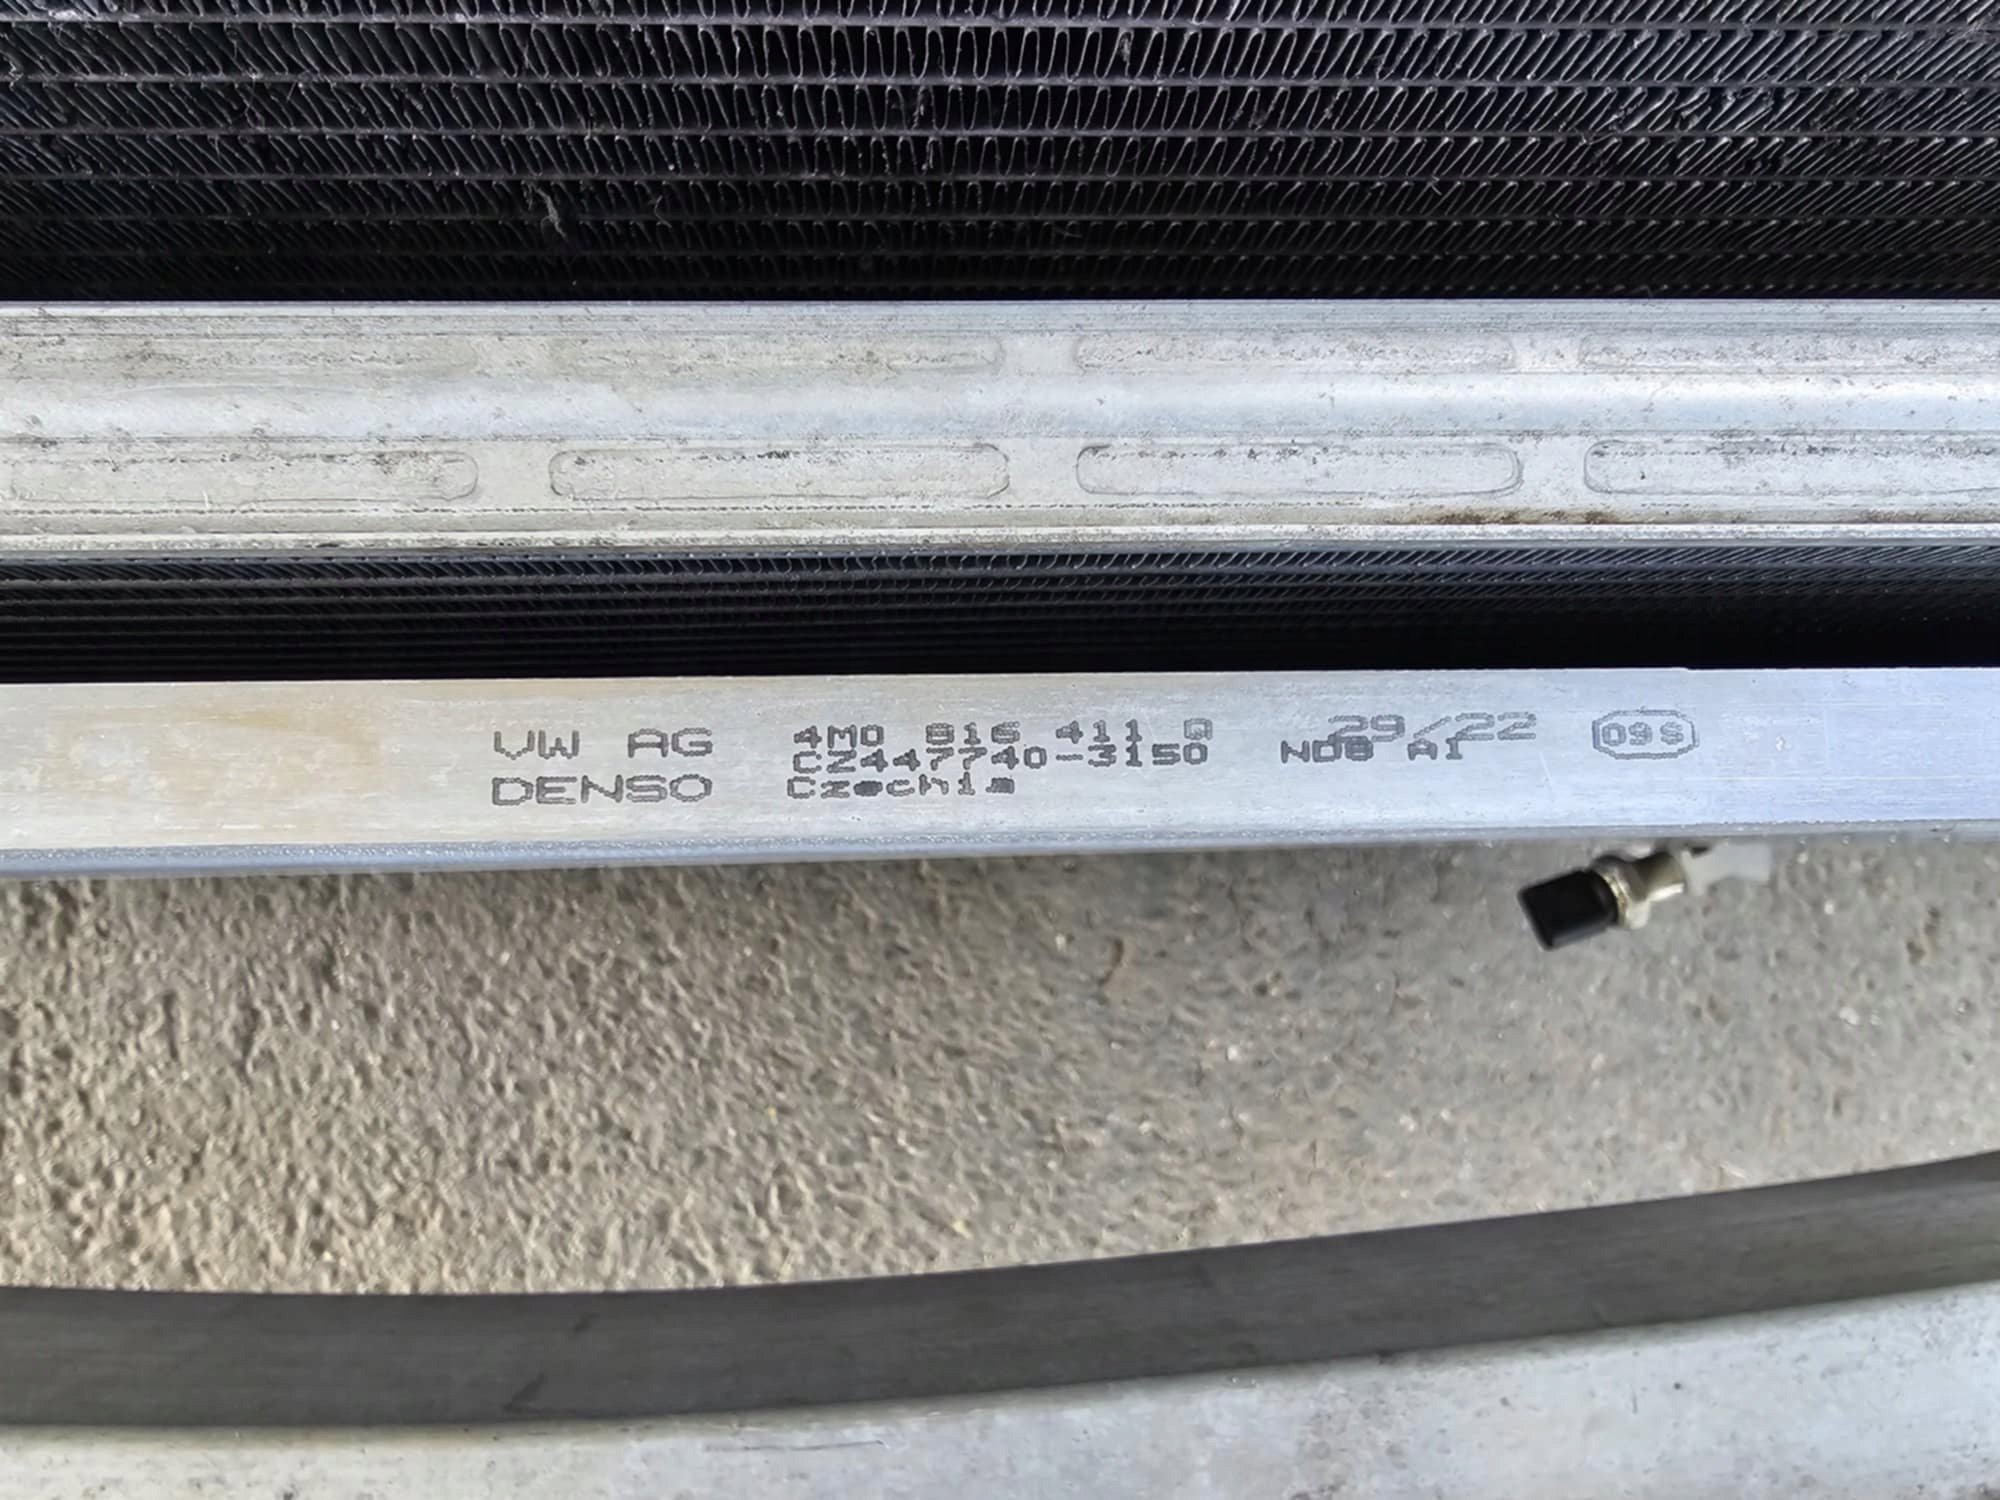 VW AG 4M0 816 411 29/22 09S
CZ447740-3150 ND8 A1
DENSO Czechia